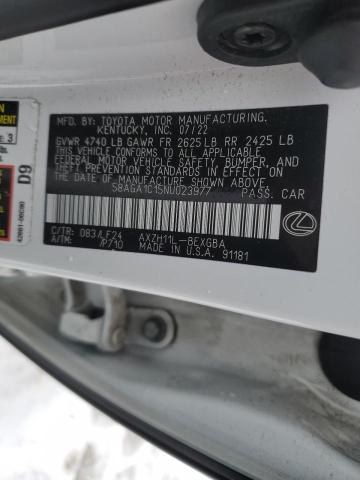 MFD. BY: TOYOTA MOTOR MANUFACTURING,
KENTUCKY, INC. 07/22
GVWR 4740 LB GAWR FR 2625 LB RR 2425 LB
THIS VEHICLE CONFORMS TO ALL APPLICABLE
FEDERAL MOTOR VEHICLE SAFETY, BUMPER, AND
THEFT PREVENTION STANDARDS IN EFFECT ON
THE DATE OF MANUFACTURE SHOWN ABOVE.
58AGA1C15NU023977 PASS. CAR
C/TR: 083/LF24 AXZH11L-BEXGBA
A/TM: /P710 MADE IN U.S.A. 91181
3
D9